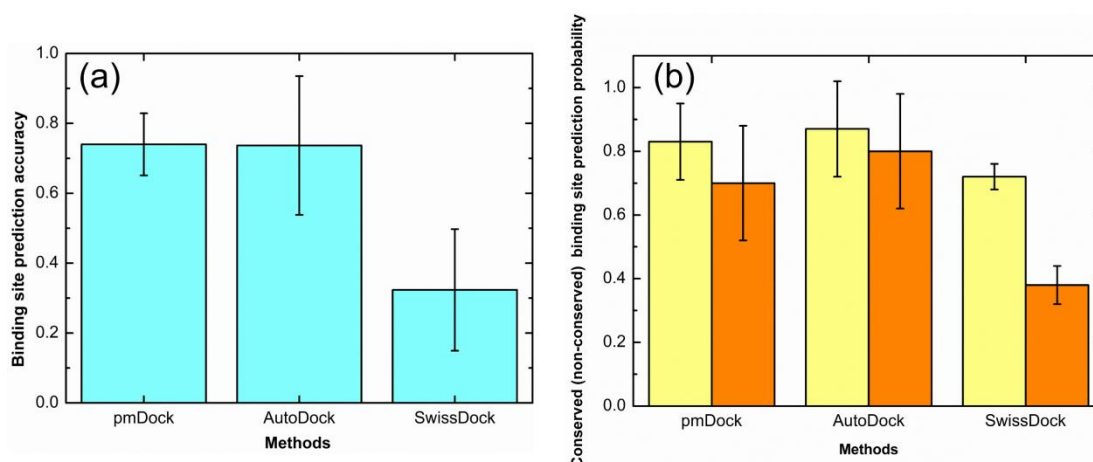 (a)
Binding site prediction accuracy
1.0
0.8
0.6
0.4
0.2
0.0
pmDock AutoDock SwissDock
Methods
(b)
Conserved (non-conserved) binding site prediction probability
1.0
0.8
0.6
0.4
0.2
0.0
pmDock AutoDock SwissDock
Methods